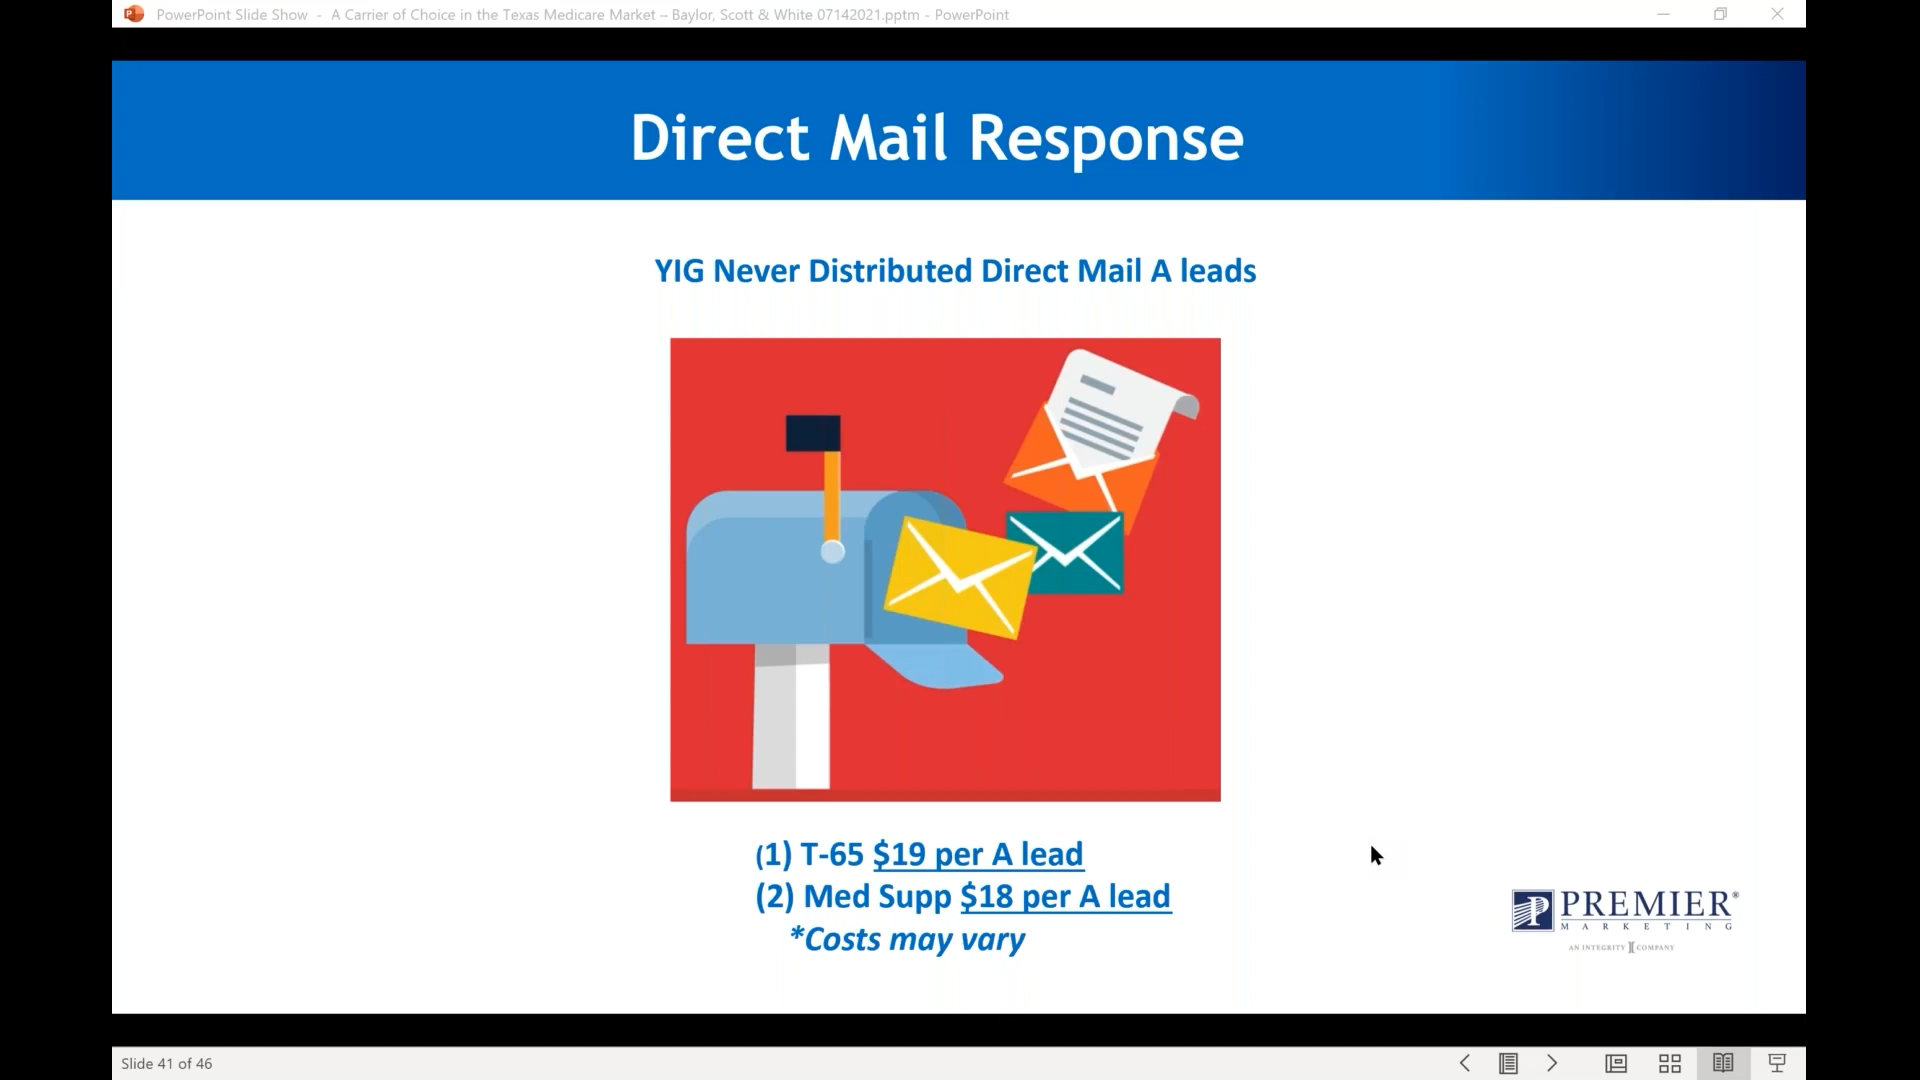 PowerPoint Slide Show - A Carrier of Choice in the Texas Medicare Market – Baylor, Scott & White 07142021.pptm - PowerPoint
Direct Mail Response
YIG Never Distributed Direct Mail A leads
(1) T-65 $19 per A lead
(2) Med Supp $18 per A lead
*Costs may vary
P PREMIER®
MARKETING
AN INTEGRITY COMPANY
Slide 41 of 46